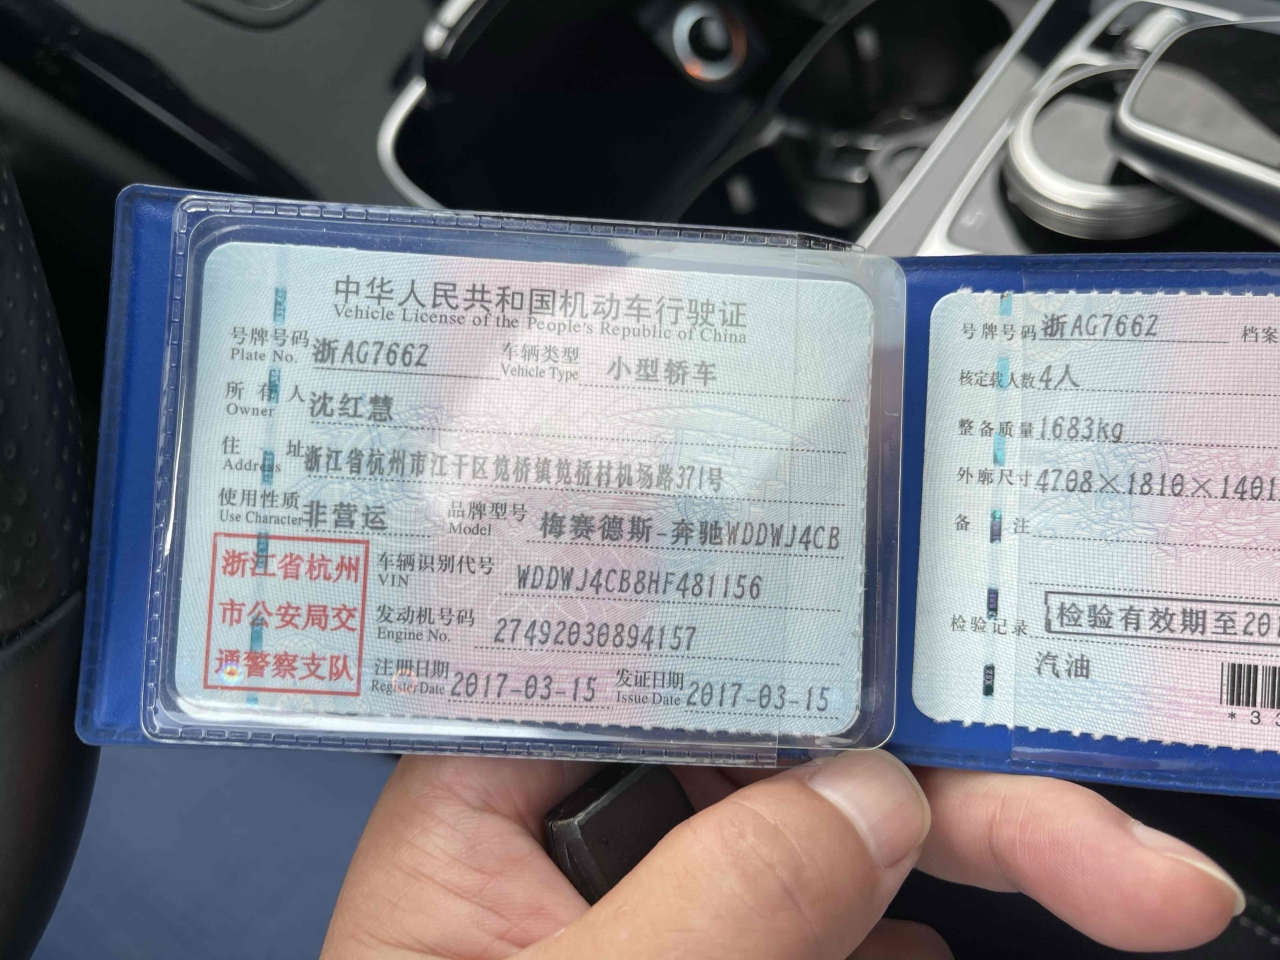 中华人民共和国机动车行驶证
Vehicle License of the People's Republic of China
号牌号码 浙AG766Z 车辆类型 小型轿车
Plate No. Vehicle Type
所有人 沈红慧
Owner
住址 浙江省杭州市江干区笕桥镇笕桥村机场路371号
Address
使用性质 非营运 品牌型号 梅赛德斯-奔驰WDDWJ4CB
Use Character Model
浙江省杭州
市公安局交
通警察支队
车辆识别代号 WDDWJ4CB8HF481156
VIN
发动机号码 27492030894157
Engine No.
注册日期 2017-03-15 发证日期 2017-03-15
Register Date Issue Date
号牌号码 浙AG766Z 档案
核定载人数 4人
整备质量 1683kg
外廓尺寸 4708×1810×1401
备注
检验记录 检验有效期至201
汽油
*3